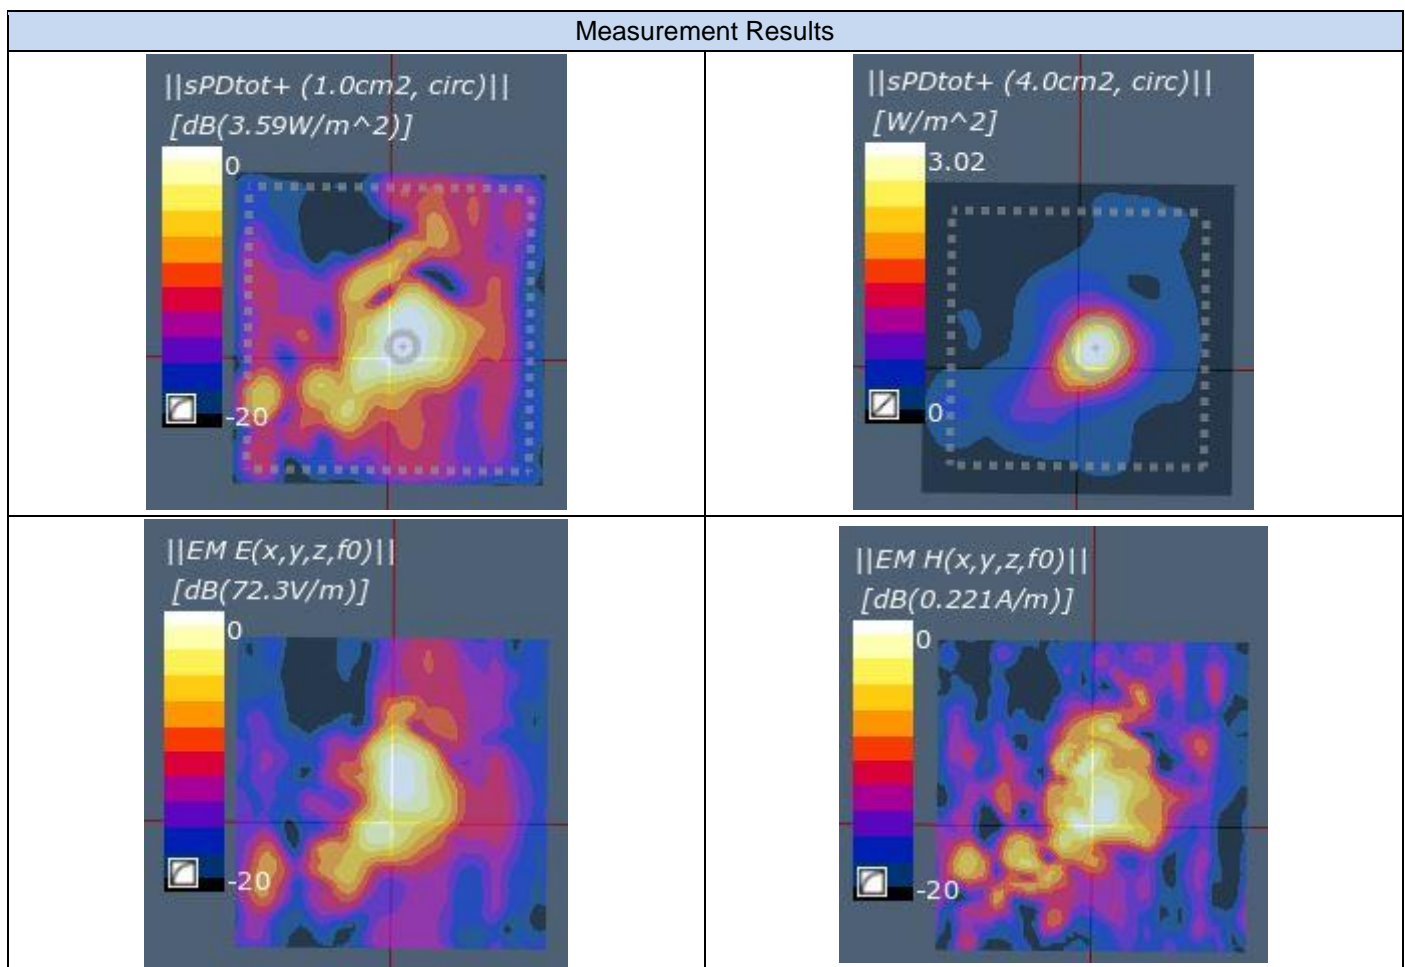 Measurement Results
||sPDtot+ (1.0cm2, circ)||
[dB(3.59W/m^2)]
0
-20
||sPDtot+ (4.0cm2, circ)||
[W/m^2]
3.02
0
||EM E(x,y,z,f0)||
[dB(72.3V/m)]
0
-20
||EM H(x,y,z,f0)||
[dB(0.221A/m)]
0
-20